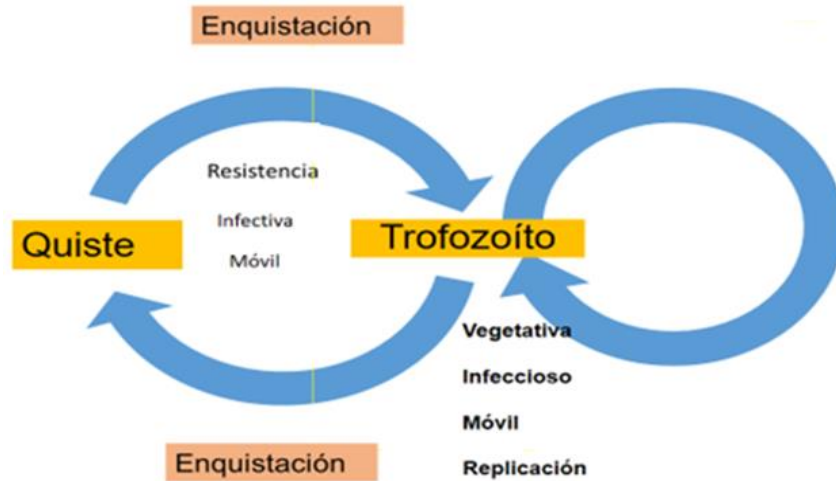 Enquistación
Resistencia
Infectiva
Móvil
Quiste
Trofozoíto
Vegetativa
Infeccioso
Móvil
Replicación
Enquistación